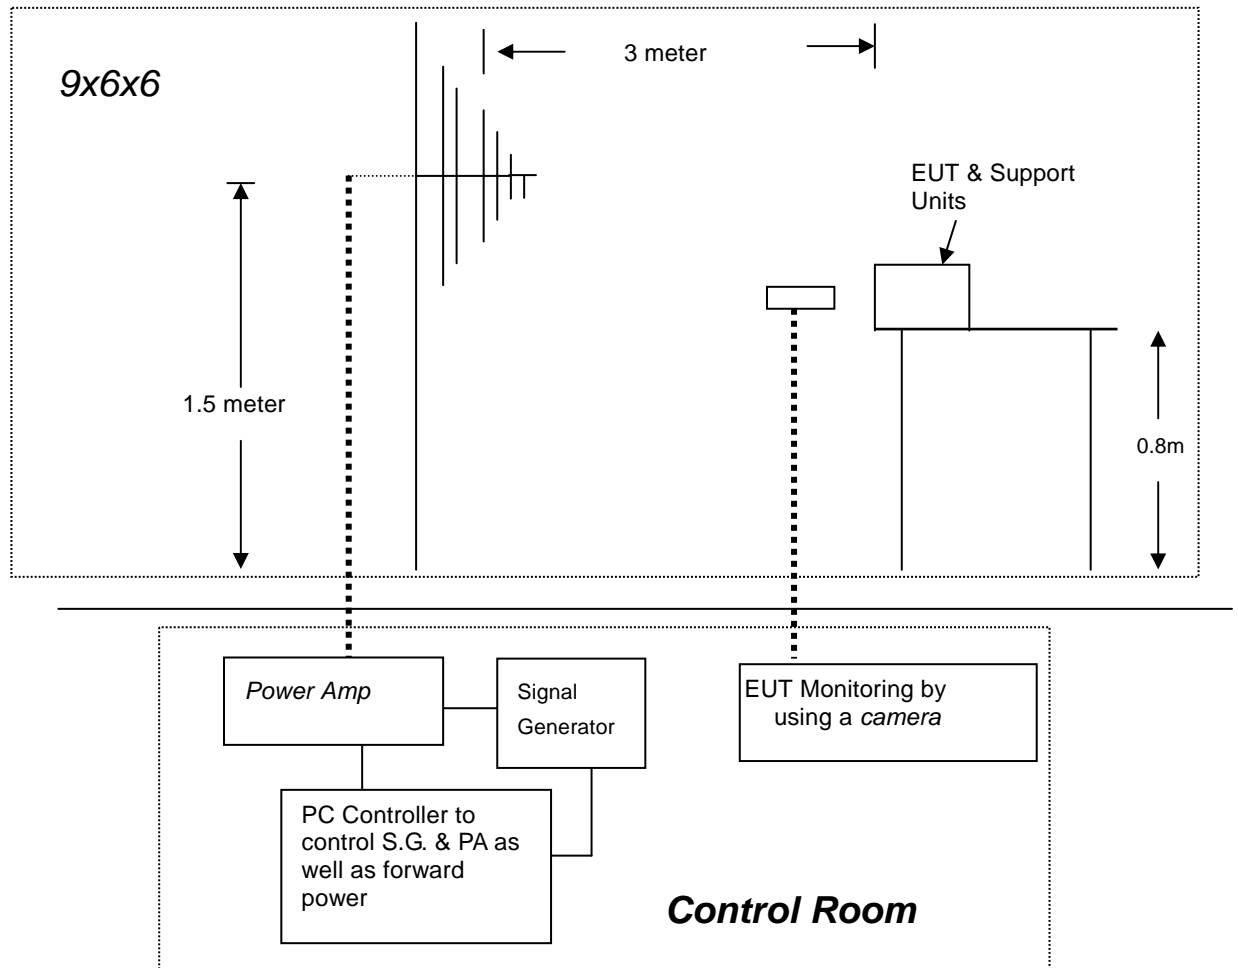 3 meter
9x6x6
EUT & Support
Units
1.5 meter
0.8m
Power Amp
Signal
Generator
EUT Monitoring by
using a camera
PC Controller to
control S.G. & PA as
well as forward
power
Control Room